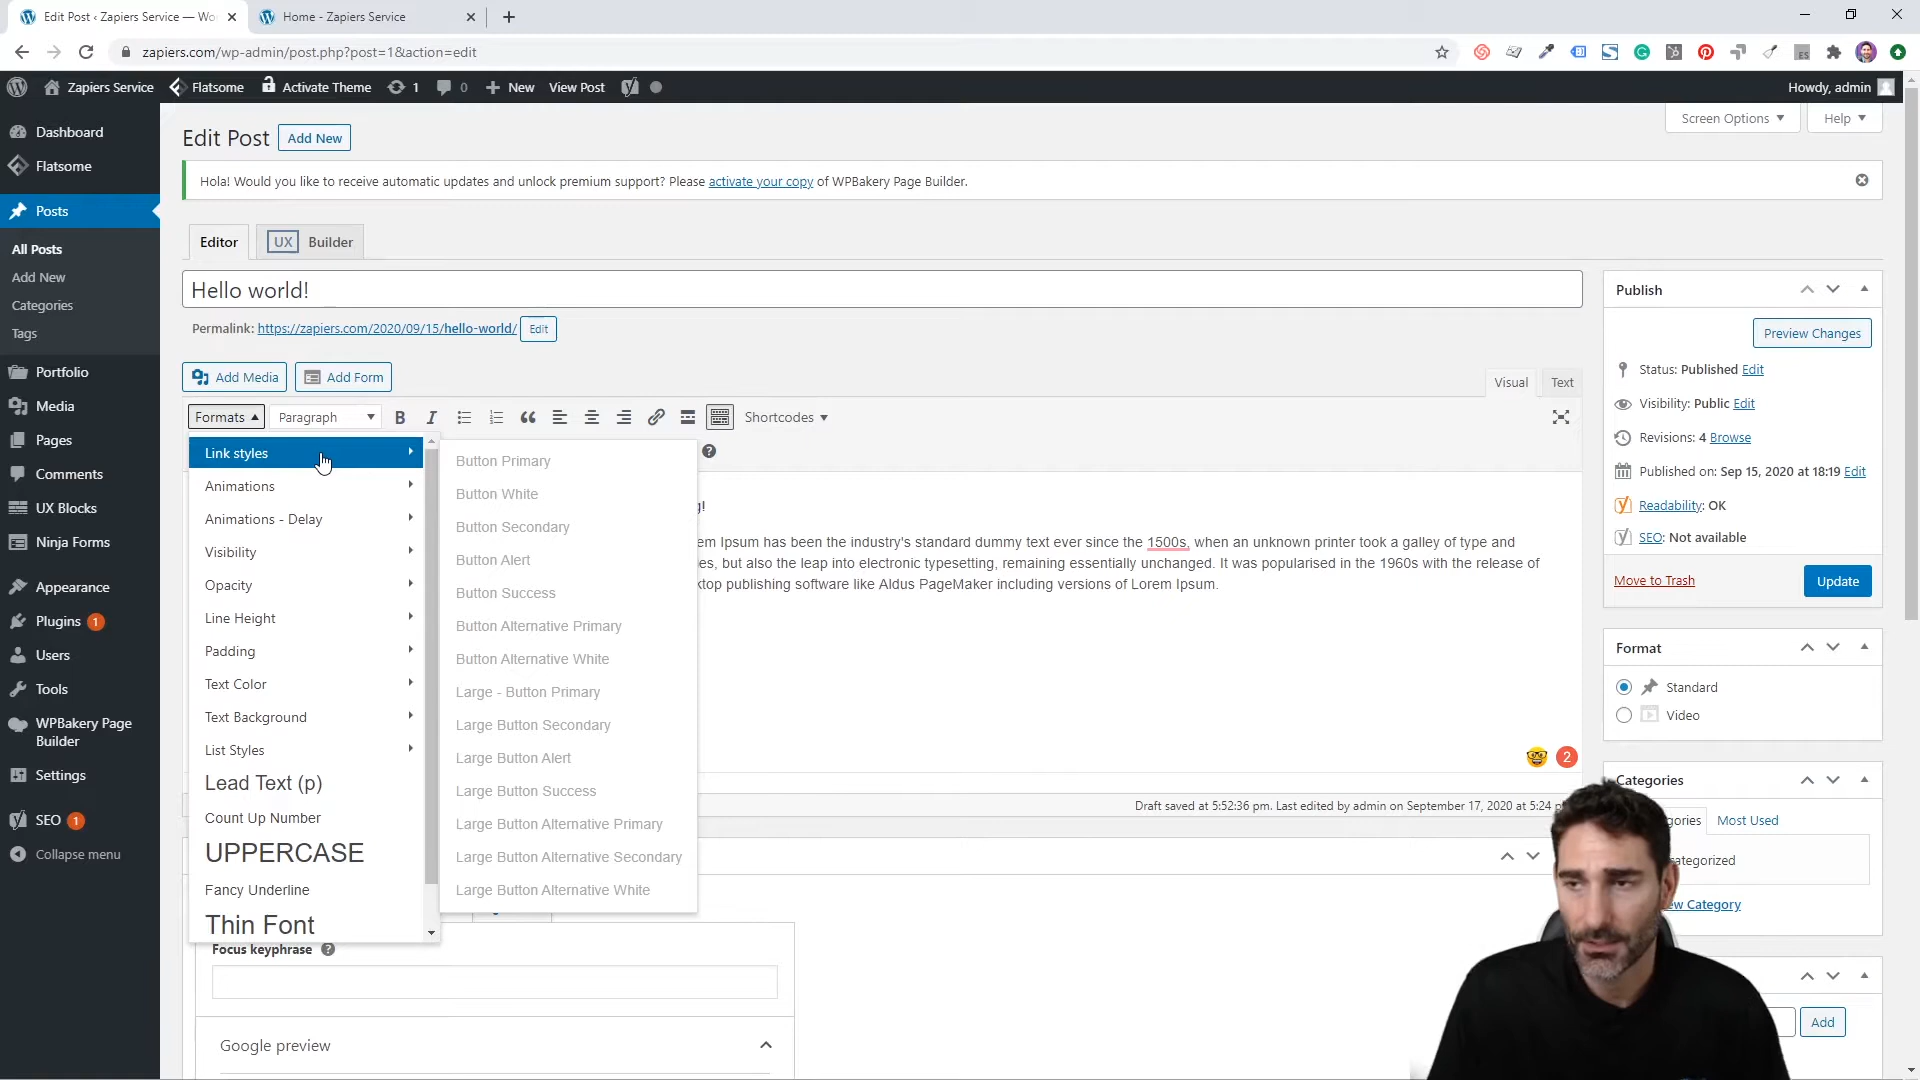 Edit Post ‹ Zapiers Service — Wo
Home - Zapiers Service
zapiers.com/wp-admin/post.php?post=1&action=edit
ES
Zapiers Service
Flatsome
Activate Theme
1
0
New
View Post
Howdy, admin
Dashboard
Flatsome
Posts
All Posts
Add New
Categories
Tags
Portfolio
Media
Pages
Comments
UX Blocks
Ninja Forms
Appearance
Plugins 1
Users
Tools
WPBakery Page
Builder
Settings
SEO 1
Collapse menu
Screen Options
Help
Edit Post
Add New
Hola! Would you like to receive automatic updates and unlock premium support? Please activate your copy of WPBakery Page Builder.
Editor
UX Builder
Hello world!
Permalink: https://zapiers.com/2020/09/15/hello-world/ Edit
Add Media
Add Form
Visual
Text
Formats
Paragraph
B
I
Shortcodes
Link styles
Animations
Animations - Delay
Visibility
Opacity
Line Height
Padding
Text Color
Text Background
List Styles
Lead Text (p)
Count Up Number
UPPERCASE
Fancy Underline
Thin Font
Button Primary
Button White
Button Secondary
Button Alert
Button Success
Button Alternative Primary
Button Alternative White
Large - Button Primary
Large Button Secondary
Large Button Alert
Large Button Success
Large Button Alternative Primary
Large Button Alternative Secondary
Large Button Alternative White
g!
em Ipsum has been the industry's standard dummy text ever since the 1500s, when an unknown printer took a galley of type and
es, but also the leap into electronic typesetting, remaining essentially unchanged. It was popularised in the 1960s with the release of
ktop publishing software like Aldus PageMaker including versions of Lorem Ipsum.
2
Draft saved at 5:52:36 pm. Last edited by admin on September 17, 2020 at 5:24 p
Focus keyphrase
Google preview
Publish
Preview Changes
Status: Published Edit
Visibility: Public Edit
Revisions: 4 Browse
Published on: Sep 15, 2020 at 18:19 Edit
Readability: OK
SEO: Not available
Move to Trash
Update
Format
Standard
Video
Categories
gories
Most Used
categorized
ew Category
Add